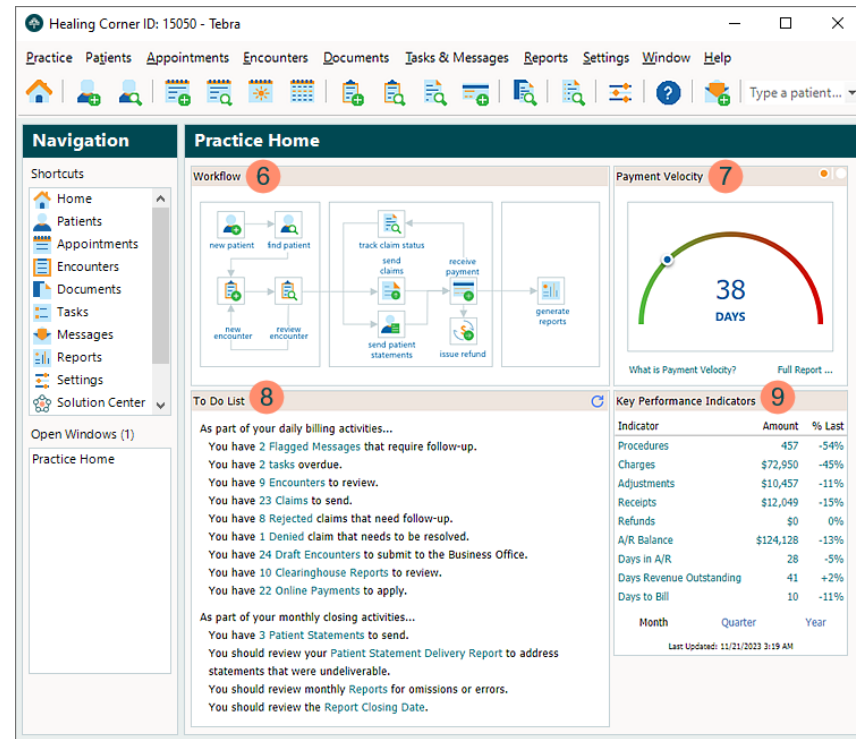 Healing Corner ID: 15050 - Tebra
Practice Patients Appointments Encounters Documents Tasks & Messages Reports Settings Window Help
Type a patient...
Navigation
Shortcuts
Home
Patients
Appointments
Encounters
Documents
Tasks
Messages
Reports
Settings
Solution Center
Open Windows (1)
Practice Home
Practice Home
Workflow 6
new patient find patient
new
encounter
review
encounter
track claim status
send
claims
receive
payment
send patient
statements
issue refund
generate
reports
Payment Velocity 7
38
DAYS
What is Payment Velocity? Full Report ...
To Do List 8
As part of your daily billing activities...
You have 2 Flagged Messages that require follow-up.
You have 2 tasks overdue.
You have 9 Encounters to review.
You have 23 Claims to send.
You have 8 Rejected claims that need follow-up.
You have 1 Denied claim that needs to be resolved.
You have 24 Draft Encounters to submit to the Business Office.
You have 10 Clearinghouse Reports to review.
You have 22 Online Payments to apply.
As part of your monthly closing activities...
You have 3 Patient Statements to send.
You should review your Patient Statement Delivery Report to address
statements that were undeliverable.
You should review monthly Reports for omissions or errors.
You should review the Report Closing Date.
Key Performance Indicators 9
Indicator Amount % Last
Procedures 457 -54%
Charges $72,950 -45%
Adjustments $10,457 -11%
Receipts $12,049 -15%
Refunds $0 0%
A/R Balance $124,128 -13%
Days in A/R 28 -5%
Days Revenue Outstanding 41 +2%
Days to Bill 10 -11%
Month Quarter Year
Last Updated: 11/21/2023 3:19 AM